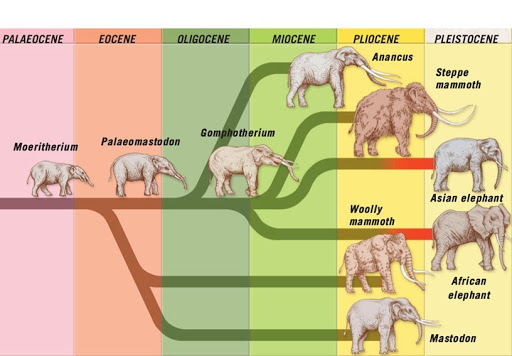 PALAEOCENE
EOCENE
OLIGOCENE
MIOCENE
PLIOCENE
PLEISTOCENE
Anancus
Steppe
mammoth
Gomphotherium
Palaeomastodon
Moeritherium
Asian elephant
Woolly
mammoth
African
elephant
Mastodon